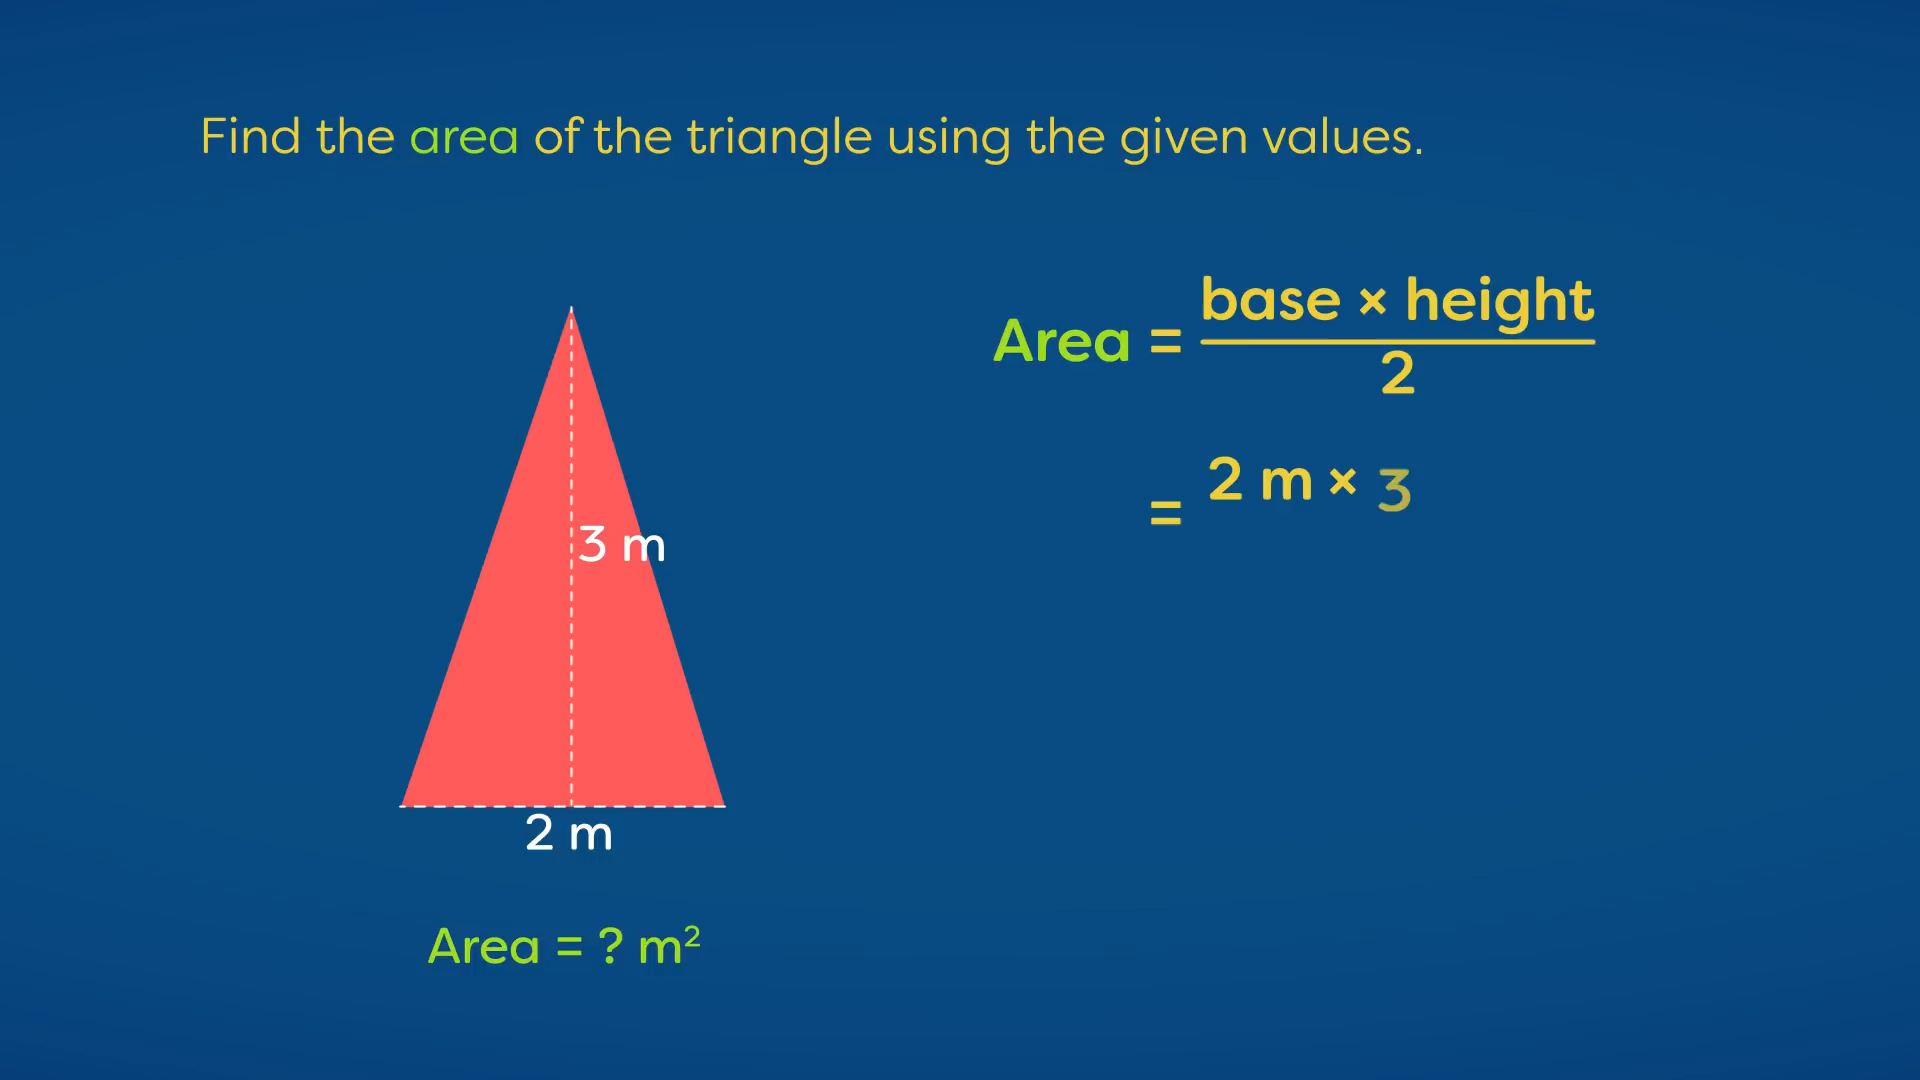 Find the area of the triangle using the given values.
Area = base × height
2
= 2 m × 3
3 m
2 m
Area = ? m²